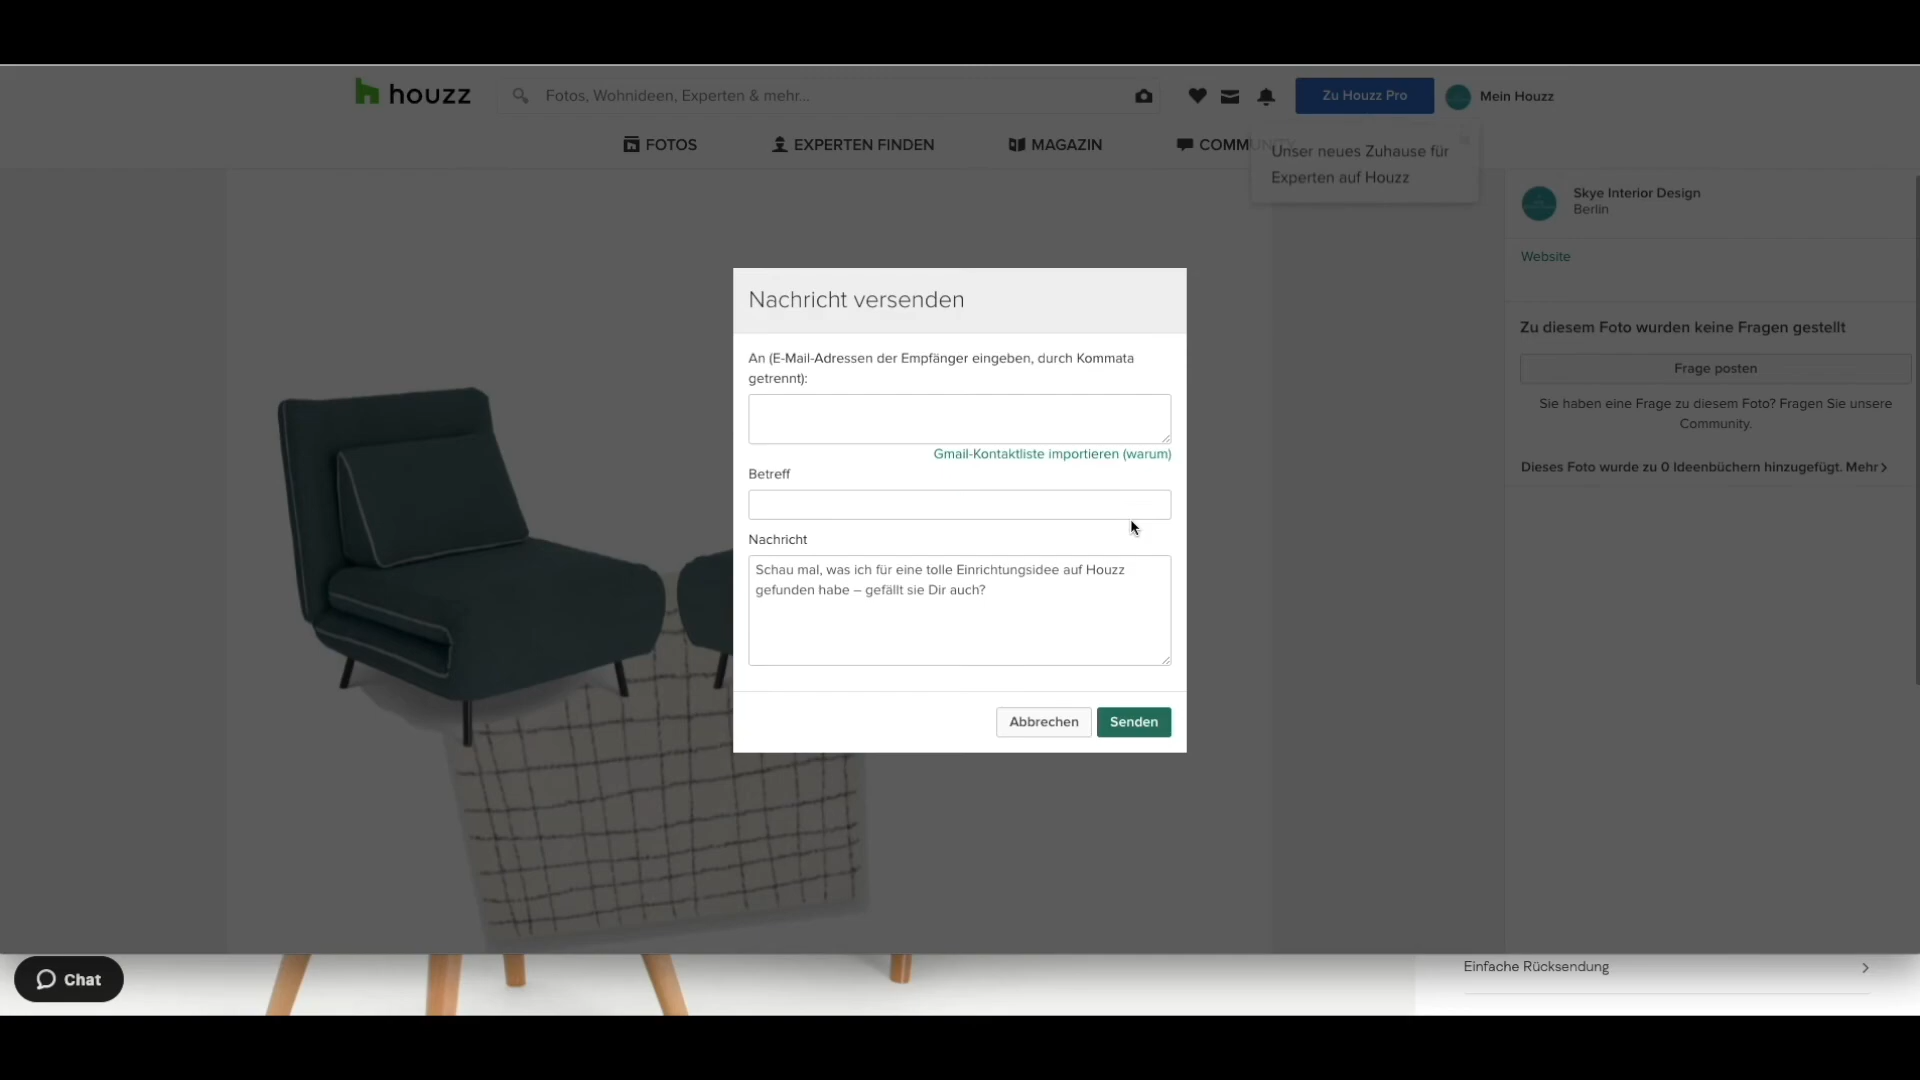 houzz
Fotos, Wohnideen, Experten & mehr...
Zu Houzz Pro
Mein Houzz
FOTOS
EXPERTEN FINDEN
MAGAZIN
COMMUNITY
Unser neues Zuhause für
Experten auf Houzz
Skye Interior Design
Berlin
Website
Zu diesem Foto wurden keine Fragen gestellt
Frage posten
Sie haben eine Frage zu diesem Foto? Fragen Sie unsere
Community.
Dieses Foto wurde zu 0 Ideenbüchern hinzugefügt. Mehr
Nachricht versenden
An (E-Mail-Adressen der Empfänger eingeben, durch Kommata
getrennt):
Gmail-Kontaktliste importieren (warum)
Betreff
Nachricht
Schau mal, was ich für eine tolle Einrichtungsidee auf Houzz
gefunden habe – gefällt sie Dir auch?
Abbrechen
Senden
Chat
Einfache Rücksendung